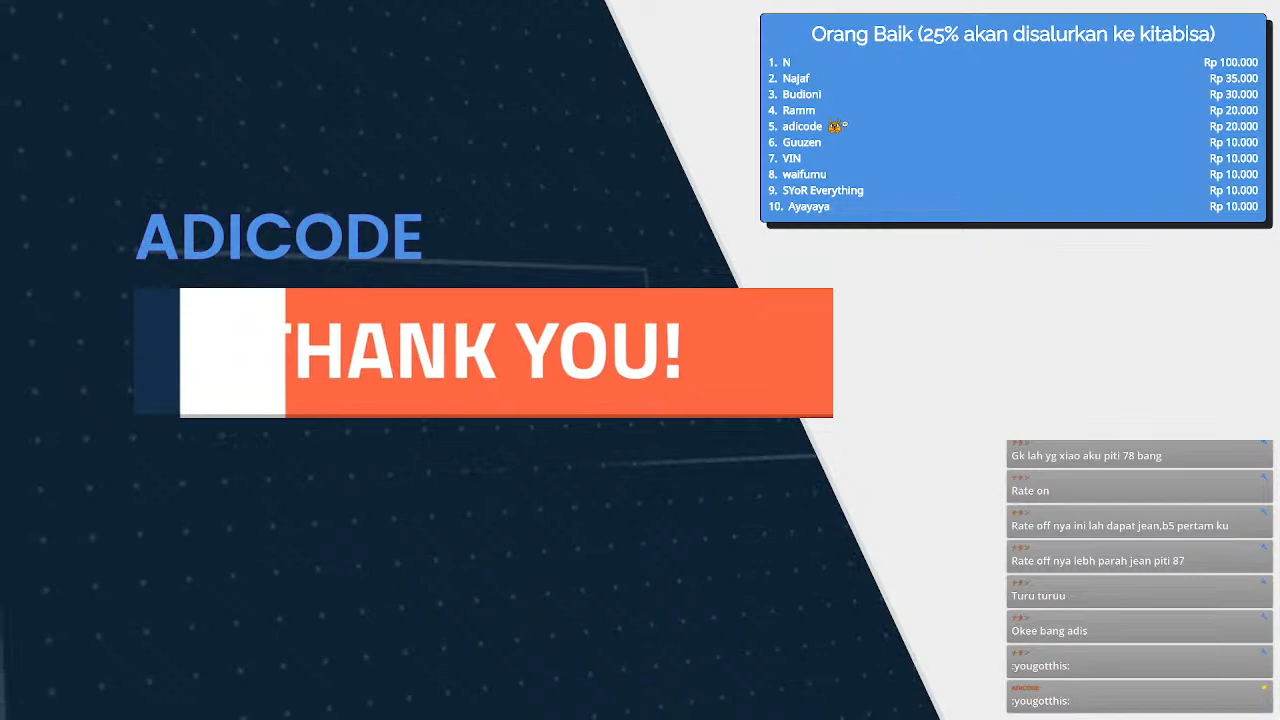 Orang Baik (25% akan disalurkan ke kitabisa)
1. N Rp 100.000
2. Najaf Rp 35.000
3. Budioni Rp 30.000
4. Ramm Rp 20.000
5. adicode Rp 20.000
6. Guuzen Rp 10.000
7. VIN Rp 10.000
8. waifumu Rp 10.000
9. SYoR Everything Rp 10.000
10. Ayayaya Rp 10.000
ADICODE
THANK YOU!
Gk lah yg xiao aku piti 78 bang
Rate on
Rate off nya ini lah dapat jean,b5 pertam ku
Rate off nya lebh parah jean piti 87
Turu turuu
Okee bang adis
:yougotthis:
ADICODE
:yougotthis: